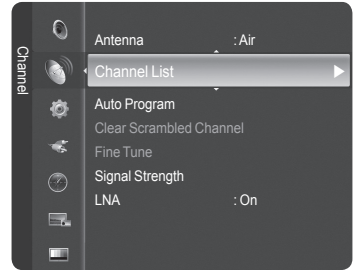 Channel
Antenna : Air
Channel List
Auto Program
Clear Scrambled Channel
Fine Tune
Signal Strength
LNA : On